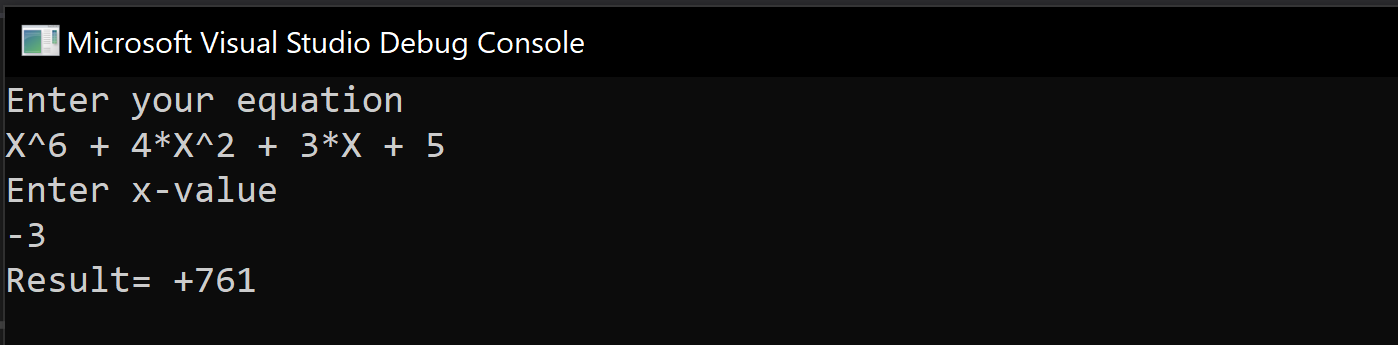 Microsoft Visual Studio Debug Console
Enter your equation
X^6 + 4*X^2 + 3*X + 5
Enter x-value
-3
Result= +761